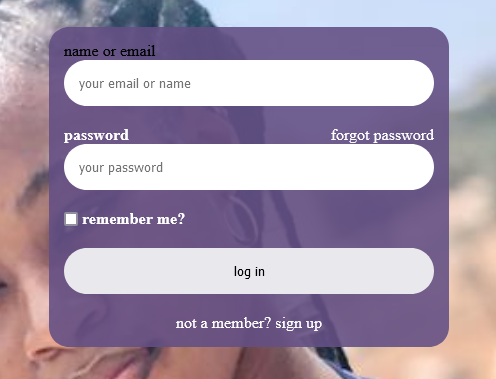 name or email
your email or name
password forgot password
your password
remember me?
log in
not a member? sign up